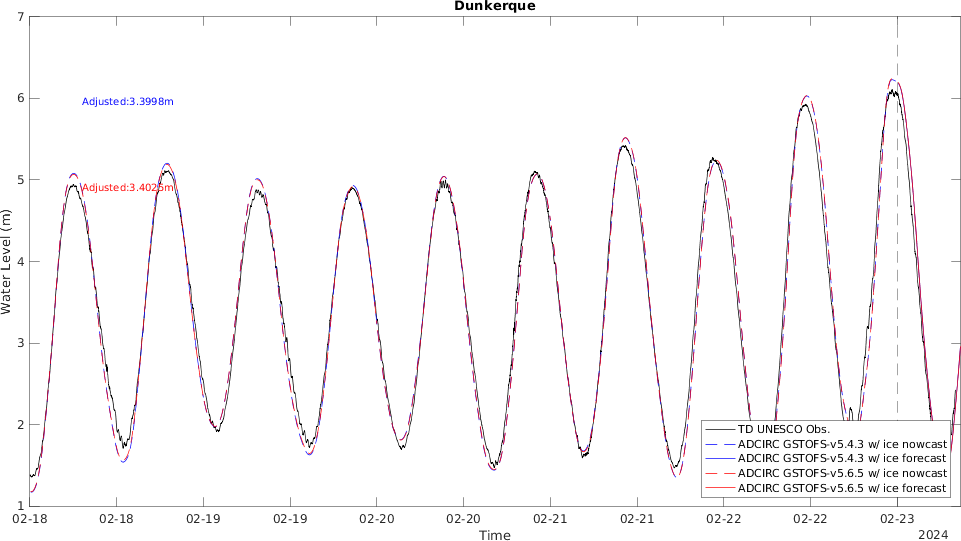 Dunkerque
7
6
5
4
3
2
1
Water Level (m)
Adjusted:3.3998m
Adjusted:3.4025m
TD UNESCO Obs.
ADCIRC GSTOFS-v5.4.3 w/ ice nowcast
ADCIRC GSTOFS-v5.4.3 w/ ice forecast
ADCIRC GSTOFS-v5.6.5 w/ ice nowcast
ADCIRC GSTOFS-v5.6.5 w/ ice forecast
02-18 02-18 02-19 02-19 02-20 02-20 02-21 02-21 02-22 02-22 02-23
Time
2024